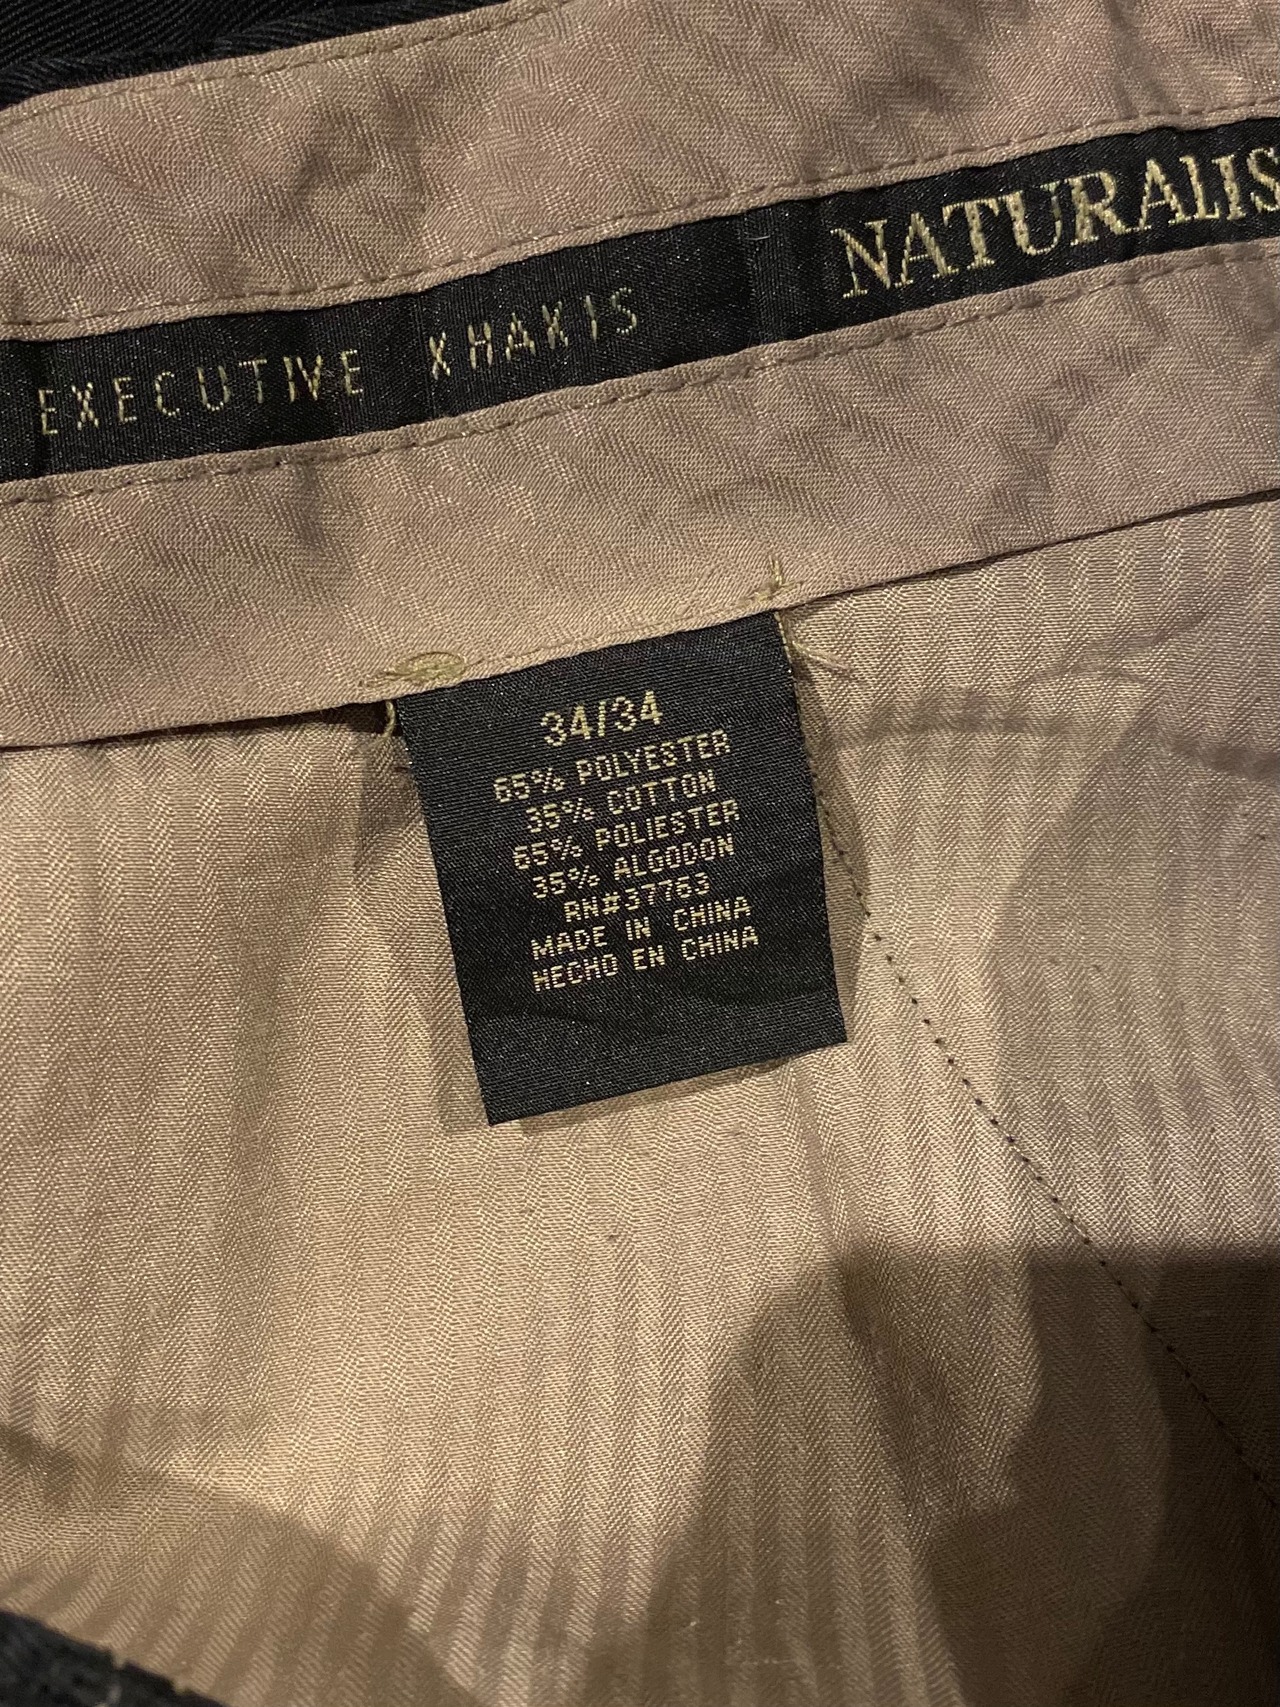 EXECUTIVE KHAKIS NATURALIS
34/34
65% POLYESTER
35% COTTON
65% POLIESTER
35% ALGODON
RN#37763
MADE IN CHINA
HECHO EN CHINA